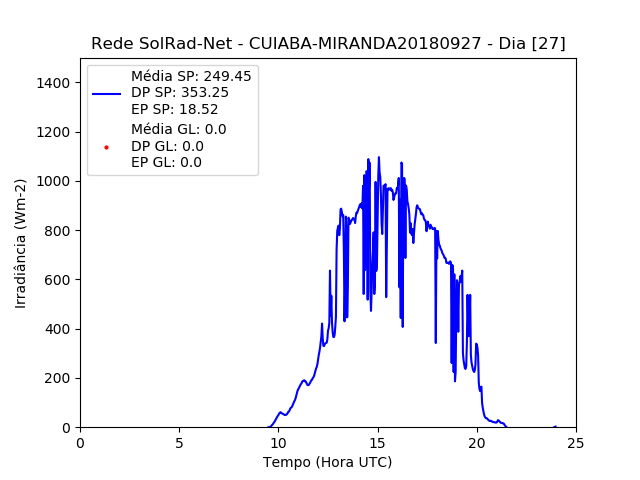 Rede SolRad-Net - CUIABA-MIRANDA20180927 - Dia [27]
Média SP: 249.45
DP SP: 353.25
EP SP: 18.52
Média GL: 0.0
DP GL: 0.0
EP GL: 0.0
1400
1200
1000
800
600
400
200
0
Irradiância (Wm-2)
0 5 10 15 20 25
Tempo (Hora UTC)